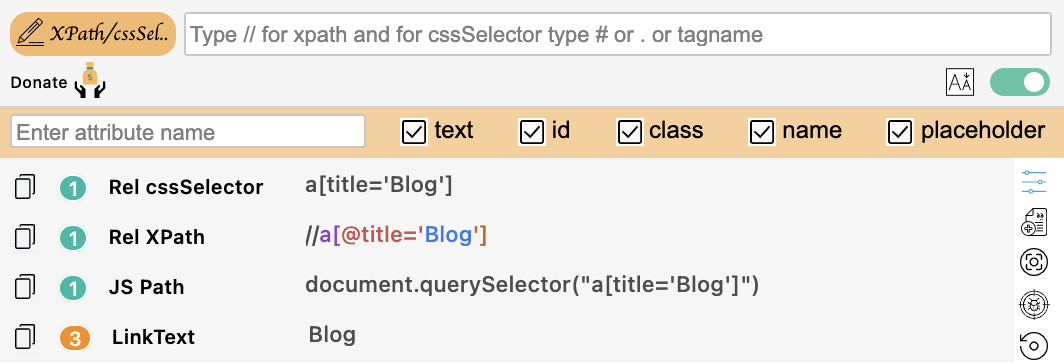 XPath/cssSel..
Type // for xpath and for cssSelector type # or . or tagname
Donate
Enter attribute name text id class name placeholder
1 Rel cssSelector a[title='Blog']
1 Rel XPath //a[@title='Blog']
1 JS Path document.querySelector("a[title='Blog']")
3 LinkText Blog